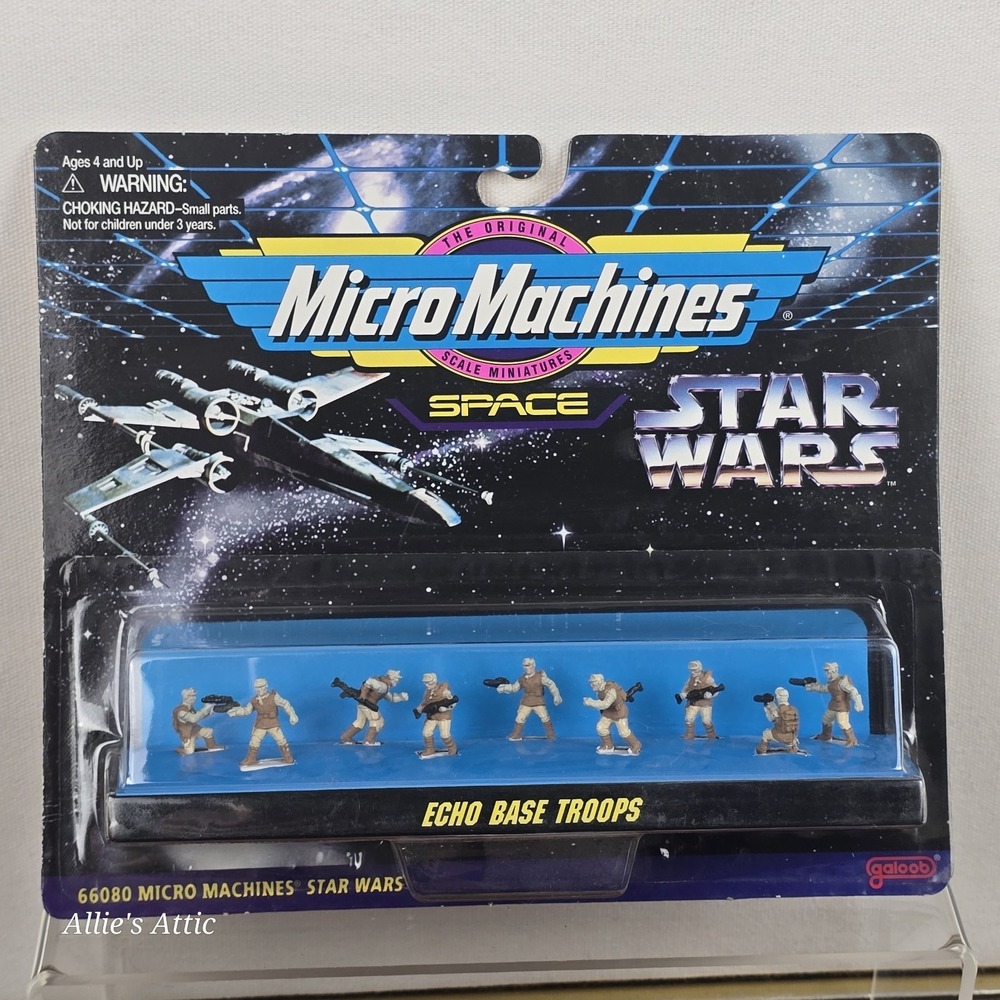 Ages 4 and Up
WARNING:
CHOKING HAZARD–Small parts.
Not for children under 3 years.
THE ORIGINAL
Micro Machines®
SCALE MINIATURES
SPACE
STAR
WARS™
ECHO BASE TROOPS
galoob®
66080 MICRO MACHINES® STAR WARS
Allie's Attic